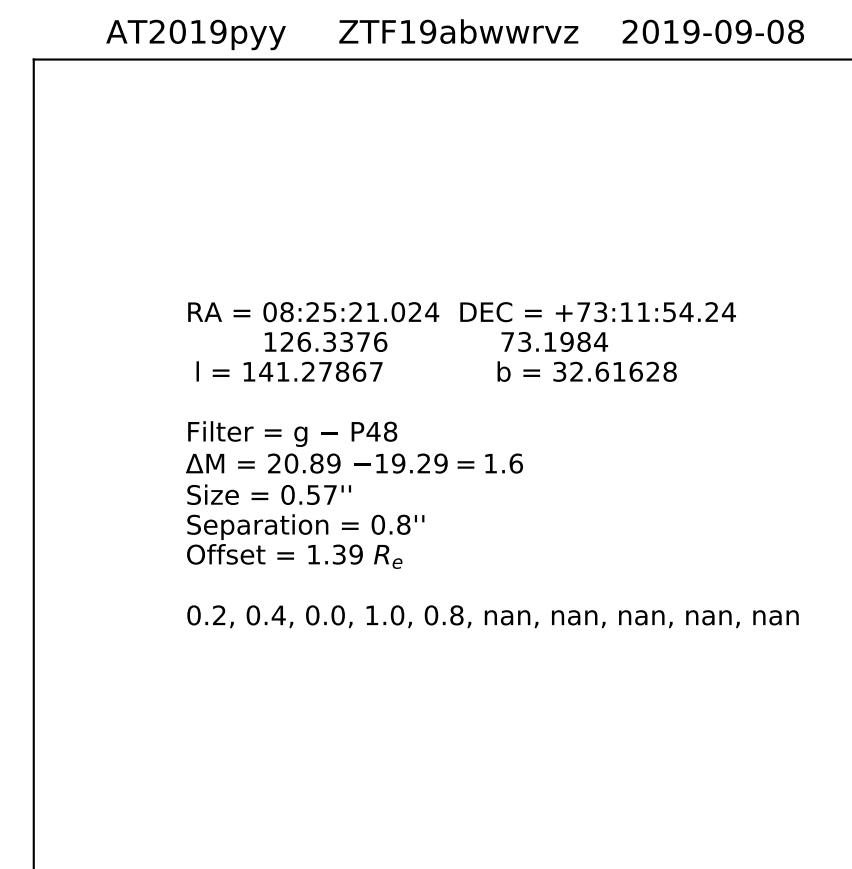 AT2019pyy ZTF19abwwrvz 2019-09-08
RA = 08:25:21.024 DEC = +73:11:54.24
126.3376 73.1984
l = 141.27867 b = 32.61628
Filter = g − P48
ΔM = 20.89 −19.29 = 1.6
Size = 0.57''
Separation = 0.8''
Offset = 1.39 Re
0.2, 0.4, 0.0, 1.0, 0.8, nan, nan, nan, nan, nan